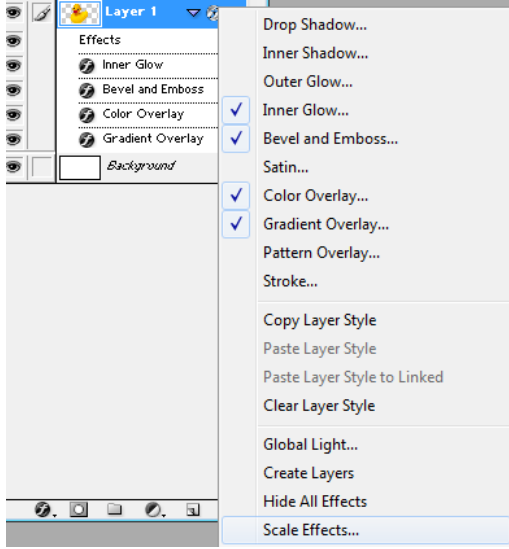 Layer 1
Effects
Inner Glow
Bevel and Emboss
Color Overlay
Gradient Overlay
Background
Drop Shadow...
Inner Shadow...
Outer Glow...
Inner Glow...
Bevel and Emboss...
Satin...
Color Overlay...
Gradient Overlay...
Pattern Overlay...
Stroke...
Copy Layer Style
Paste Layer Style
Paste Layer Style to Linked
Clear Layer Style
Global Light...
Create Layers
Hide All Effects
Scale Effects...